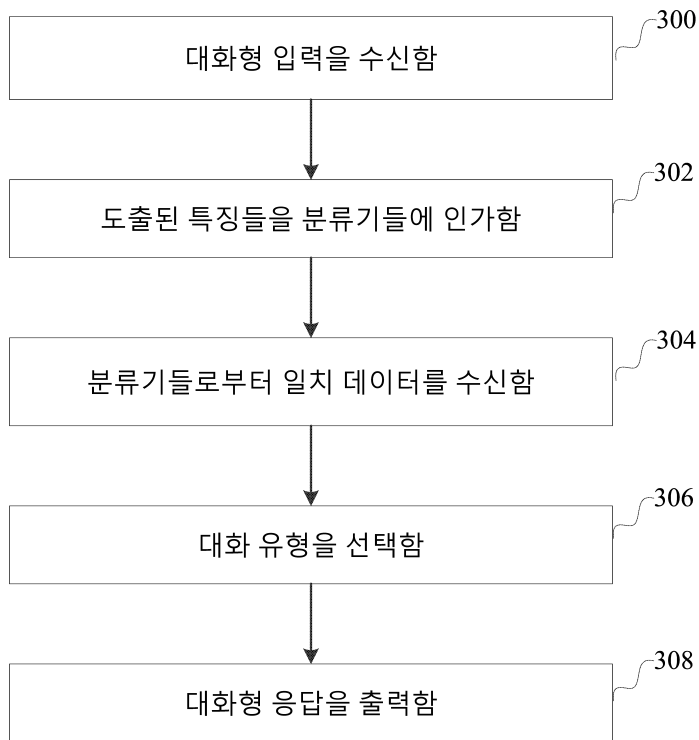 300
대화형 입력을 수신함
302
도출된 특징들을 분류기들에 인가함
304
분류기들로부터 일치 데이터를 수신함
306
대화 유형을 선택함
308
대화형 응답을 출력함